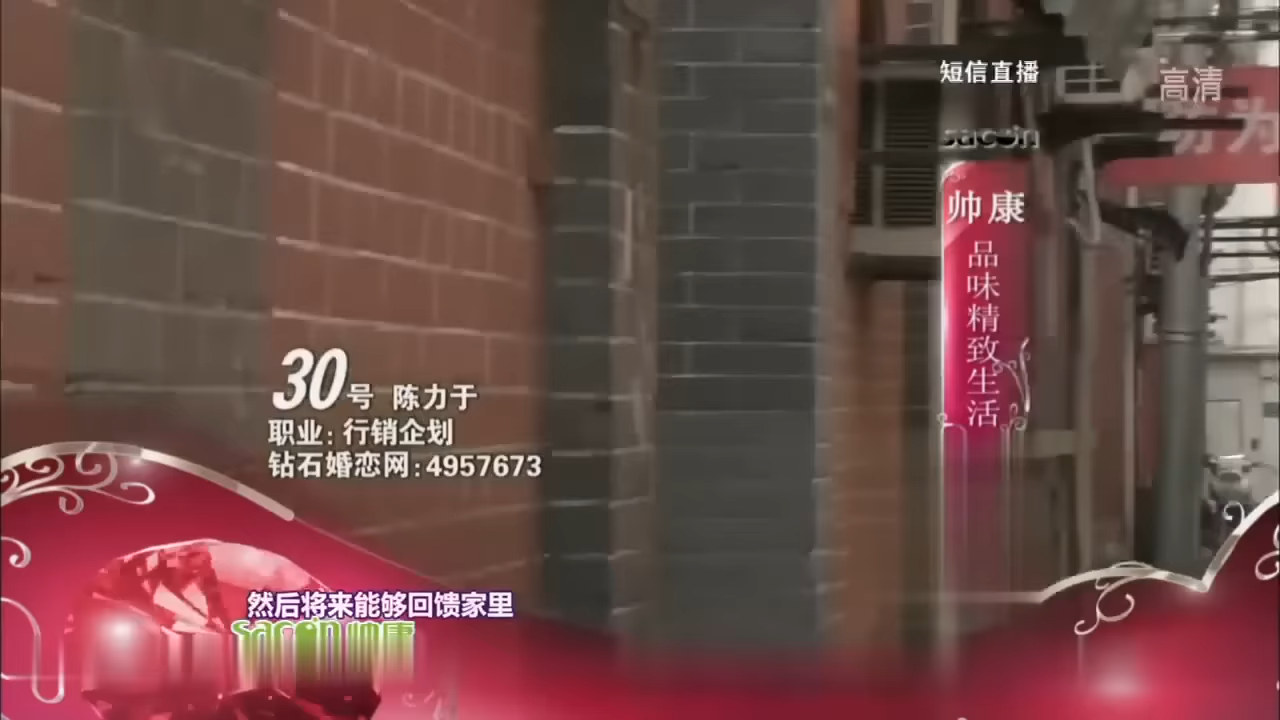 短信直播
高清
sacon
为
帅康
品味精致生活
30号 陈力于
职业:行销企划
钻石婚恋网:4957673
然后将来能够回馈家里
sacon 帅康